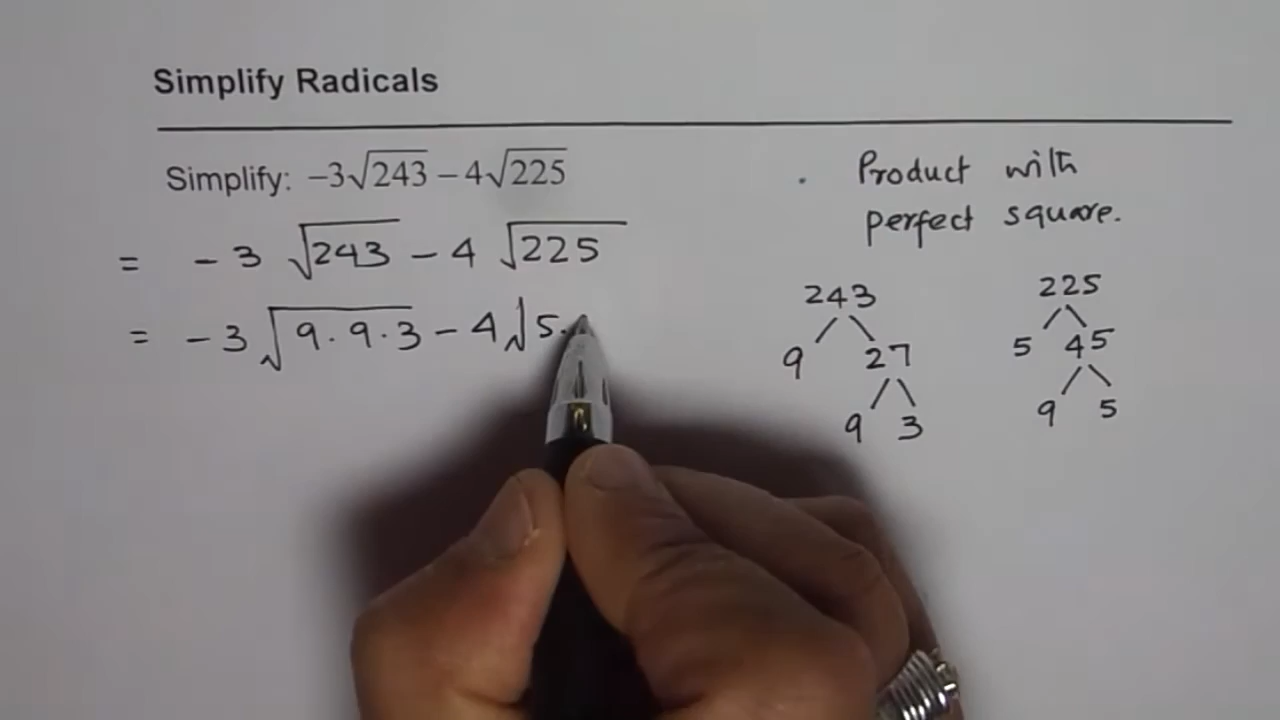 Simplify Radicals
Simplify: −3√243 − 4√225
= - 3 √243 - 4 √225
= - 3 √9.9.3 - 4√5.
. Product with
perfect square.
243
9 27
9 3
225
5 45
9 5